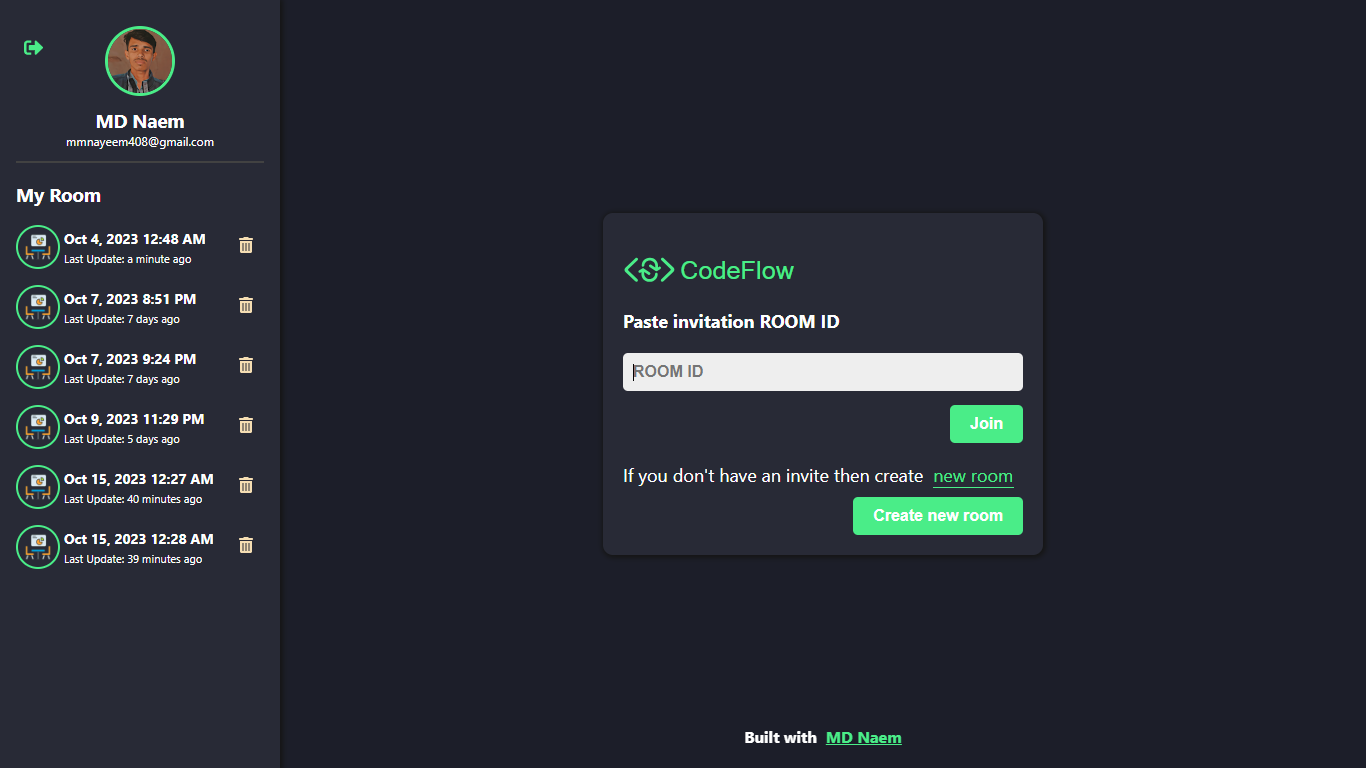 MD Naem
mmnayeem408@gmail.com
My Room
Oct 4, 2023 12:48 AM
Last Update: a minute ago
Oct 7, 2023 8:51 PM
Last Update: 7 days ago
Oct 7, 2023 9:24 PM
Last Update: 7 days ago
Oct 9, 2023 11:29 PM
Last Update: 5 days ago
Oct 15, 2023 12:27 AM
Last Update: 40 minutes ago
Oct 15, 2023 12:28 AM
Last Update: 39 minutes ago
CodeFlow
Paste invitation ROOM ID
ROOM ID
Join
If you don't have an invite then create new room
Create new room
Built with MD Naem